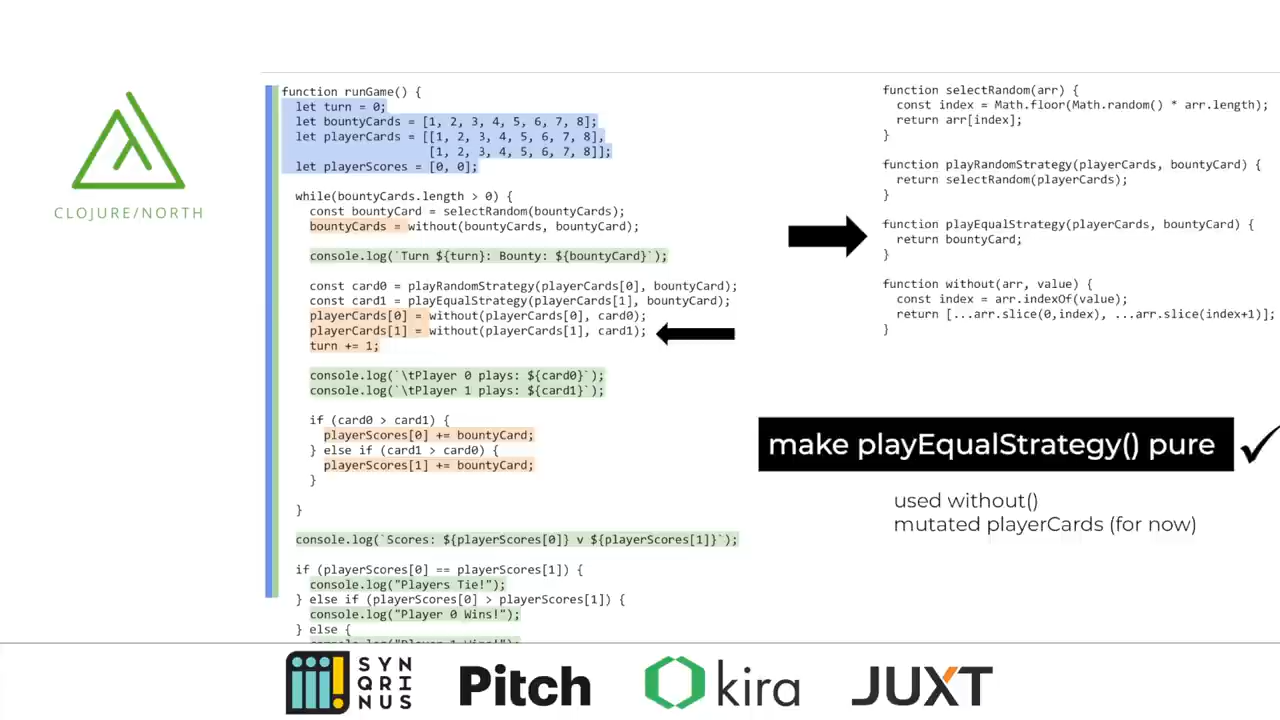 CLOJURE/NORTH
function runGame() {
let turn = 0;
let bountyCards = [1, 2, 3, 4, 5, 6, 7, 8];
let playerCards = [[1, 2, 3, 4, 5, 6, 7, 8],
[1, 2, 3, 4, 5, 6, 7, 8]];
let playerScores = [0, 0];
while(bountyCards.length > 0) {
const bountyCard = selectRandom(bountyCards);
bountyCards = without(bountyCards, bountyCard);
console.log(`Turn ${turn}: Bounty: ${bountyCard}`);
const card0 = playRandomStrategy(playerCards[0], bountyCard);
const card1 = playEqualStrategy(playerCards[1], bountyCard);
playerCards[0] = without(playerCards[0], card0);
playerCards[1] = without(playerCards[1], card1);
turn += 1;
console.log(`\tPlayer 0 plays: ${card0}`);
console.log(`\tPlayer 1 plays: ${card1}`);
if (card0 > card1) {
playerScores[0] += bountyCard;
} else if (card1 > card0) {
playerScores[1] += bountyCard;
}
}
console.log(`Scores: ${playerScores[0]} v ${playerScores[1]}`);
if (playerScores[0] == playerScores[1]) {
console.log("Players Tie!");
} else if (playerScores[0] > playerScores[1]) {
console.log("Player 0 Wins!");
} else {
console.log("Player 1 Wins!");
function selectRandom(arr) {
const index = Math.floor(Math.random() * arr.length);
return arr[index];
}
function playRandomStrategy(playerCards, bountyCard) {
return selectRandom(playerCards);
}
function playEqualStrategy(playerCards, bountyCard) {
return bountyCard;
}
function without(arr, value) {
const index = arr.indexOf(value);
return [...arr.slice(0,index), ...arr.slice(index+1)];
}
make playEqualStrategy() pure
used without()
mutated playerCards (for now)
SYN
QRI
NUS
Pitch
kira
JUXT